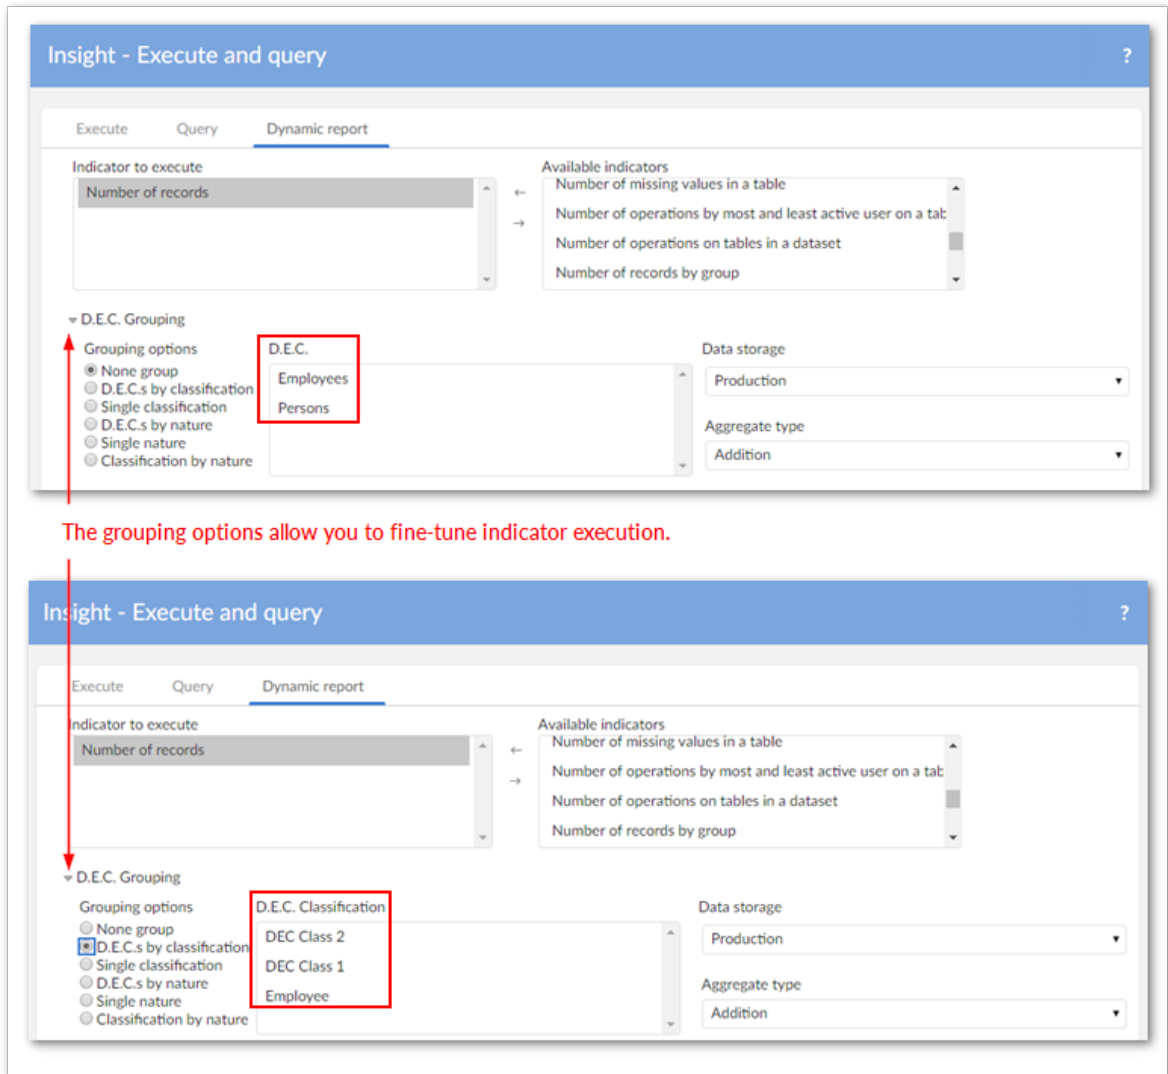 Insight - Execute and query ?
Execute Query Dynamic report
Indicator to execute Available indicators
Number of records
Number of missing values in a table
Number of operations by most and least active user on a tab
Number of operations on tables in a dataset
Number of records by group
D.E.C. Grouping
Grouping options D.E.C. Data storage
None group Employees Production
D.E.C.s by classification
Single classification Persons
D.E.C.s by nature Aggregate type
Single nature Addition
Classification by nature
The grouping options allow you to fine-tune indicator execution.
Insight - Execute and query ?
Execute Query Dynamic report
Indicator to execute Available indicators
Number of records
Number of missing values in a table
Number of operations by most and least active user on a tab
Number of operations on tables in a dataset
Number of records by group
D.E.C. Grouping
Grouping options D.E.C. Classification Data storage
None group DEC Class 2 Production
D.E.C.s by classification
Single classification DEC Class 1
D.E.C.s by nature Aggregate type
Single nature Employee Addition
Classification by nature